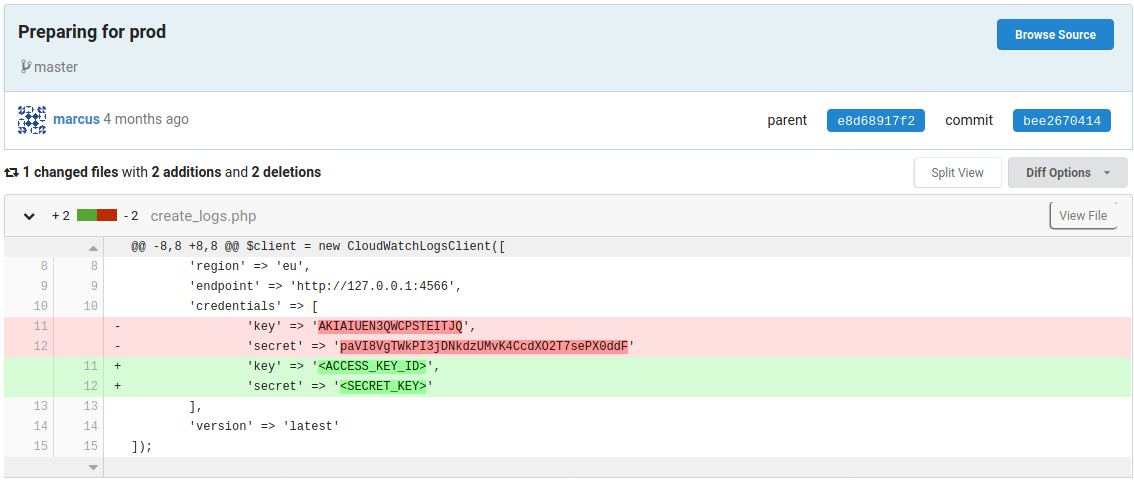 Preparing for prod
Browse Source
master
marcus 4 months ago
parent e8d68917f2 commit bee2670414
1 changed files with 2 additions and 2 deletions
Split View
Diff Options
+ 2 - 2 create_logs.php
View File
@@ -8,8 +8,8 @@ $client = new CloudWatchLogsClient([
8 8 'region' => 'eu',
9 9 'endpoint' => 'http://127.0.0.1:4566',
10 10 'credentials' => [
11 - 'key' => 'AKIAIUEN3QWCPSTEITJQ',
12 - 'secret' => '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'
11 + 'key' => '<ACCESS_KEY_ID>',
12 + 'secret' => '<SECRET_KEY>'
13 13 ],
14 14 'version' => 'latest'
15 15 ]);